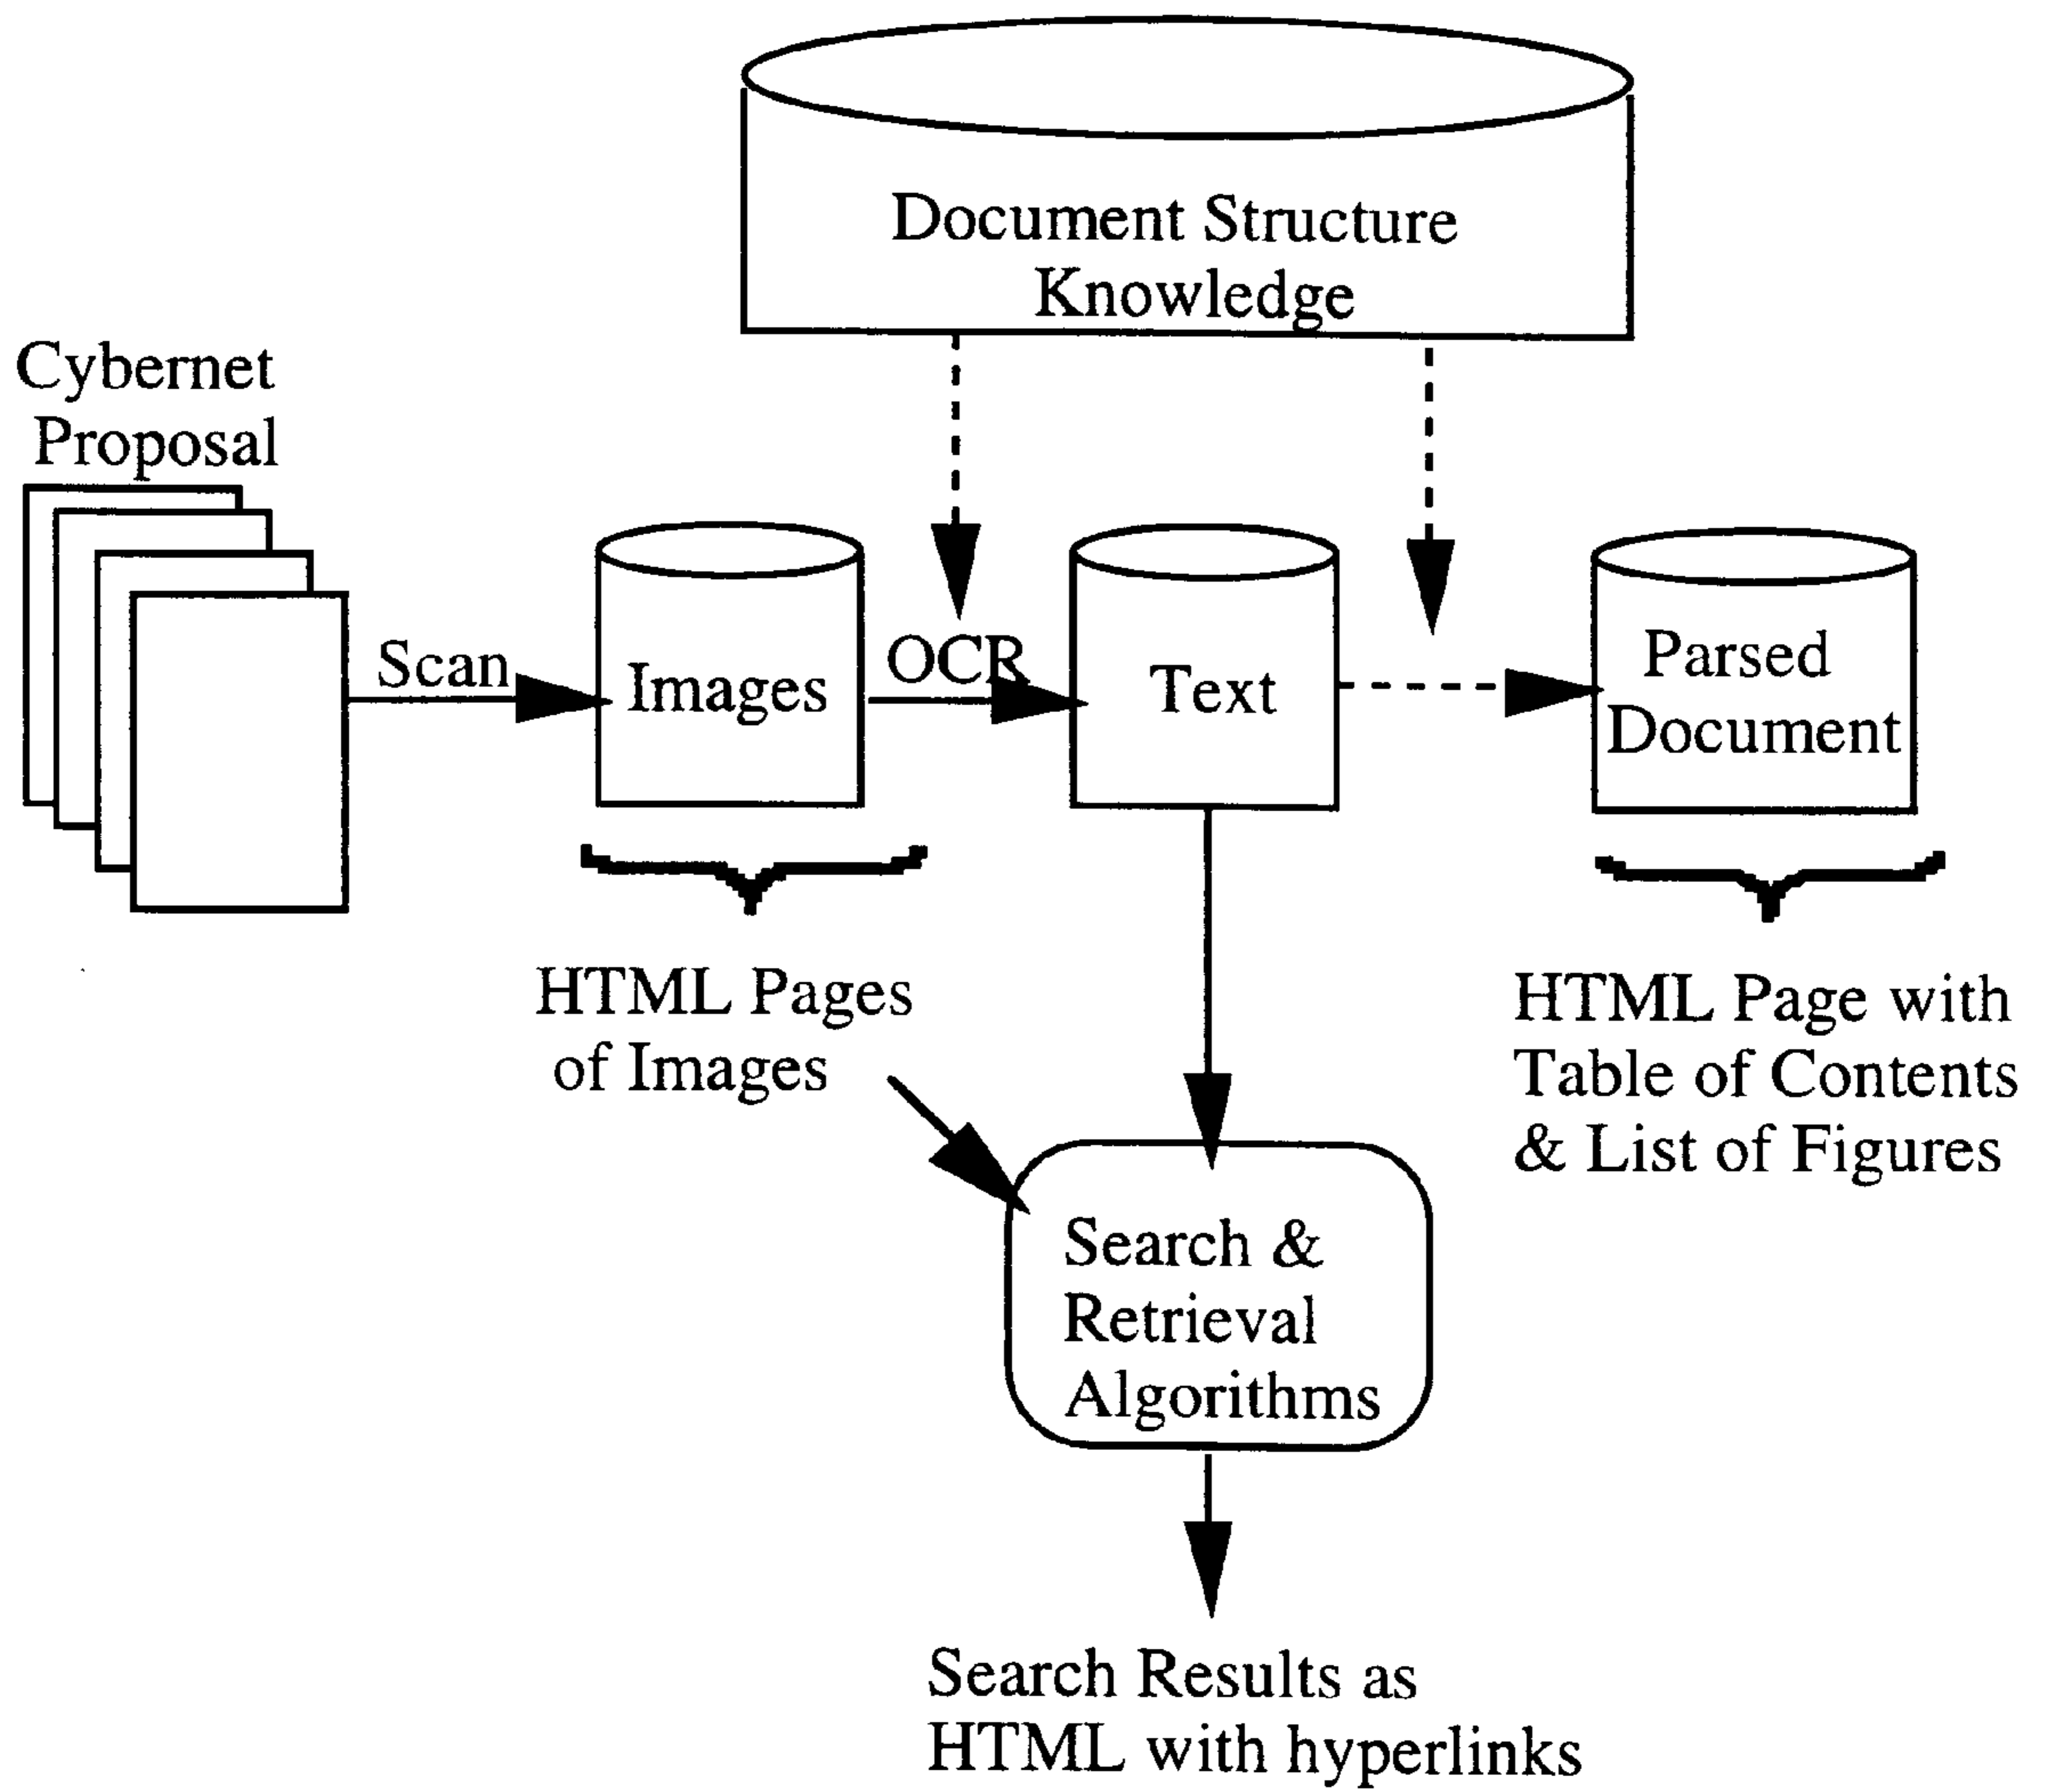 Document Structure
Knowledge
Cybernet
Proposal
Scan
Images
OCR
Text
Parsed
Document
HTML Pages
of Images
HTML Page with
Table of Contents
& List of Figures
Search &
Retrieval
Algorithms
Search Results as
HTML with hyperlinks